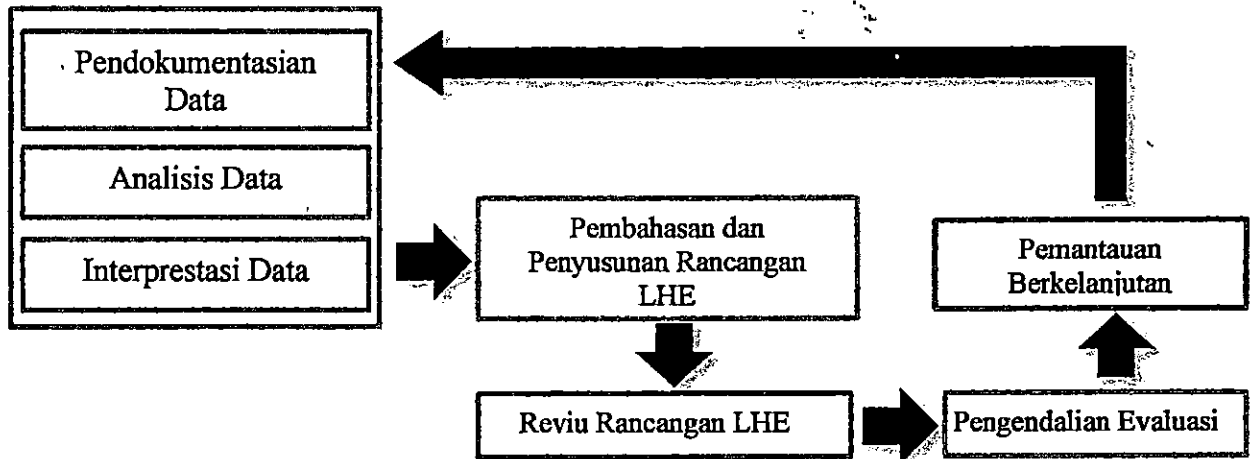 Pendokumentasian
Data
Analisis Data
Interprestasi Data
Pembahasan dan
Penyusunan Rancangan
LHE
Reviu Rancangan LHE
Pengendalian Evaluasi
Pemantauan
Berkelanjutan